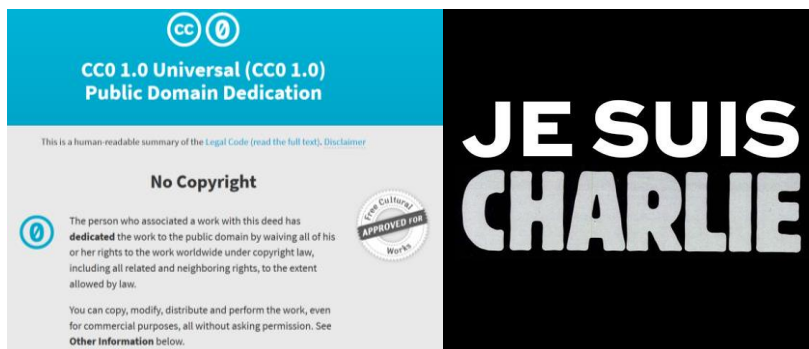 cc 0
CC0 1.0 Universal (CC0 1.0)
Public Domain Dedication
This is a human-readable summary of the Legal Code (read the full text). Disclaimer
No Copyright
Free Cultural
APPROVED FOR
Works
0
The person who associated a work with this deed has
dedicated the work to the public domain by waiving all of his
or her rights to the work worldwide under copyright law,
including all related and neighboring rights, to the extent
allowed by law.
You can copy, modify, distribute and perform the work, even
for commercial purposes, all without asking permission. See
Other Information below.
JE SUIS
CHARLIE